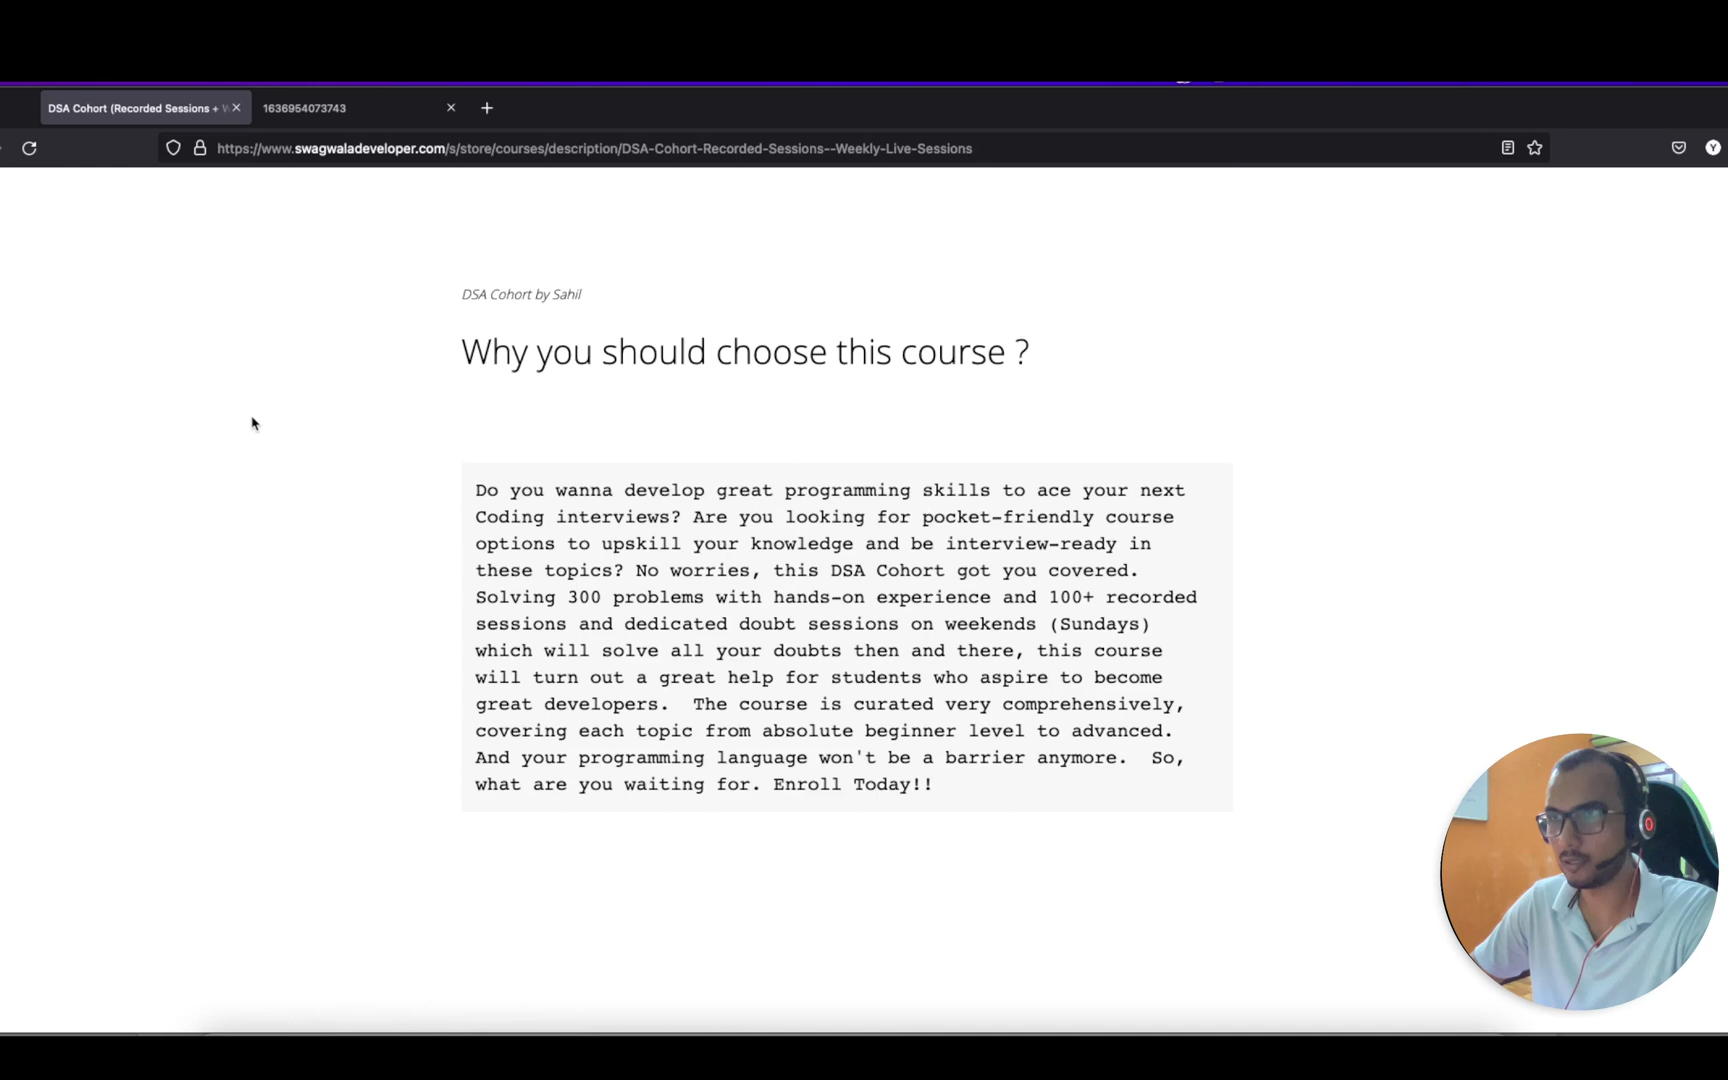 DSA Cohort (Recorded Sessions +
1636954073743
https://www.swagwaladeveloper.com/s/store/courses/description/DSA-Cohort-Recorded-Sessions--Weekly-Live-Sessions
Y
DSA Cohort by Sahil
Why you should choose this course ?
Do you wanna develop great programming skills to ace your next
Coding interviews? Are you looking for pocket-friendly course
options to upskill your knowledge and be interview-ready in
these topics? No worries, this DSA Cohort got you covered.
Solving 300 problems with hands-on experience and 100+ recorded
sessions and dedicated doubt sessions on weekends (Sundays)
which will solve all your doubts then and there, this course
will turn out a great help for students who aspire to become
great developers.  The course is curated very comprehensively,
covering each topic from absolute beginner level to advanced.
And your programming language won't be a barrier anymore.  So,
what are you waiting for. Enroll Today!!